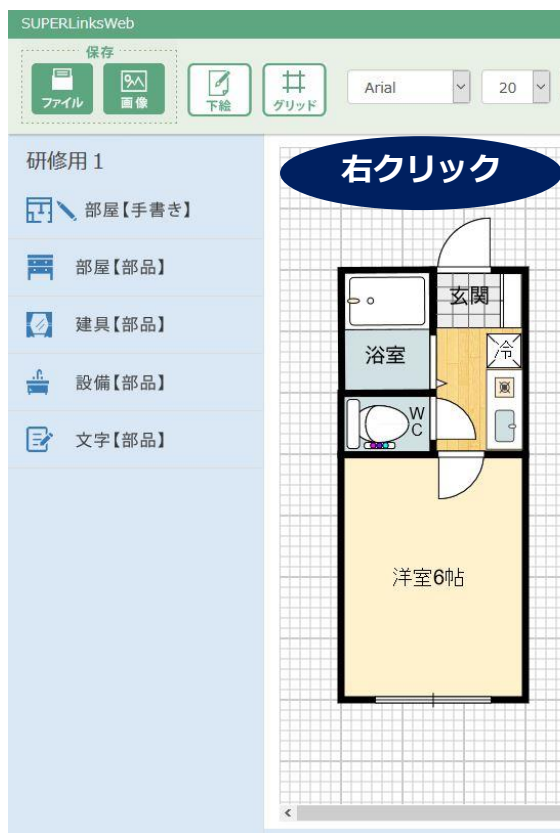 SUPERLinksWeb
保存
ファイル
画像
下絵
グリッド
Arial
20
研修用1
右クリック
部屋【手書き】
部屋【部品】
建具【部品】
設備【部品】
文字【部品】
玄関
浴室
冷
WC
洋室6帖